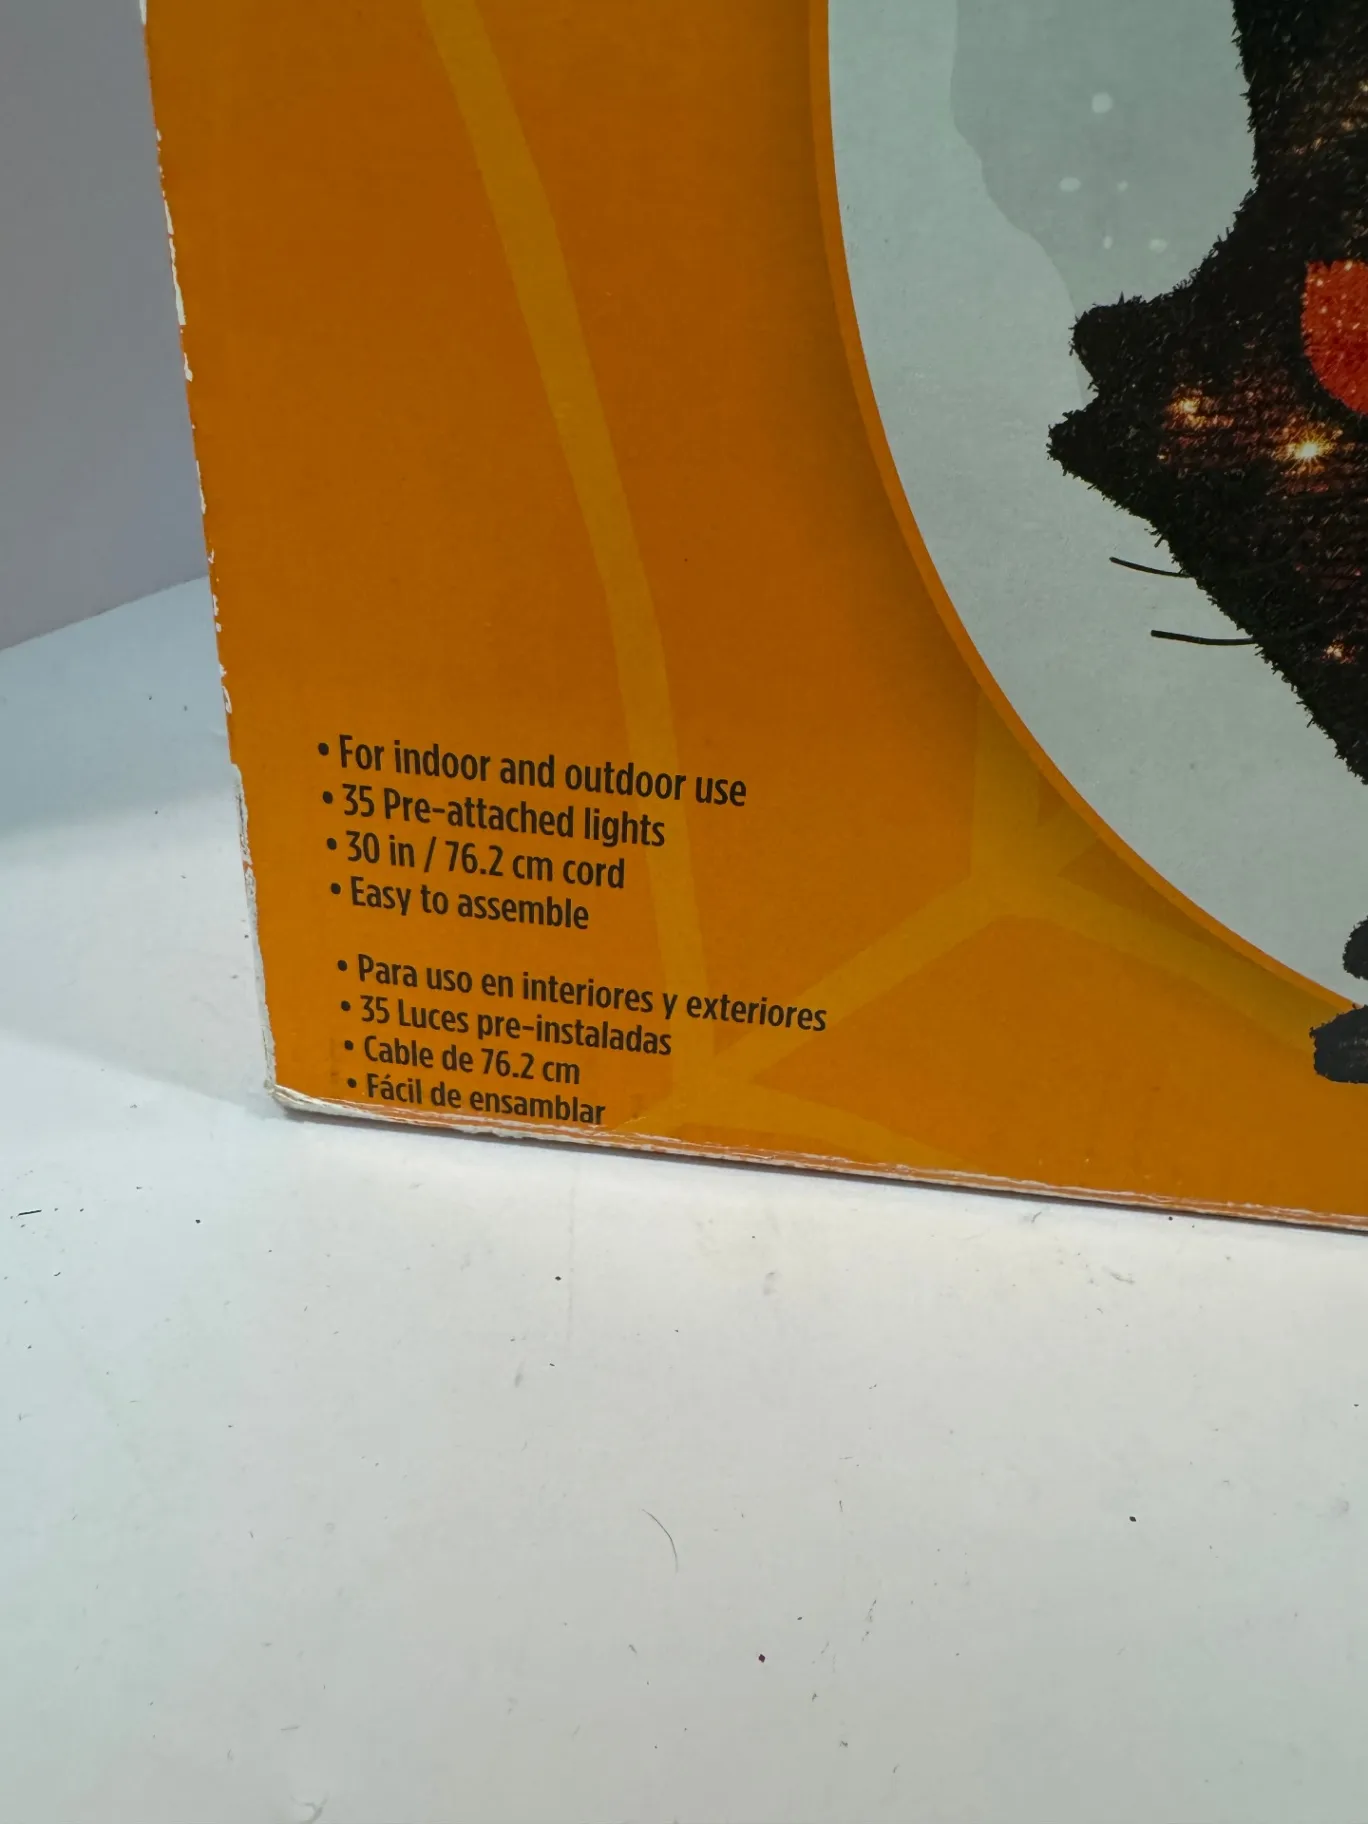 • For indoor and outdoor use
• 35 Pre-attached lights
• 30 in / 76.2 cm cord
• Easy to assemble
• Para uso en interiores y exteriores
• 35 Luces pre-instaladas
• Cable de 76.2 cm
• Fácil de ensamblar